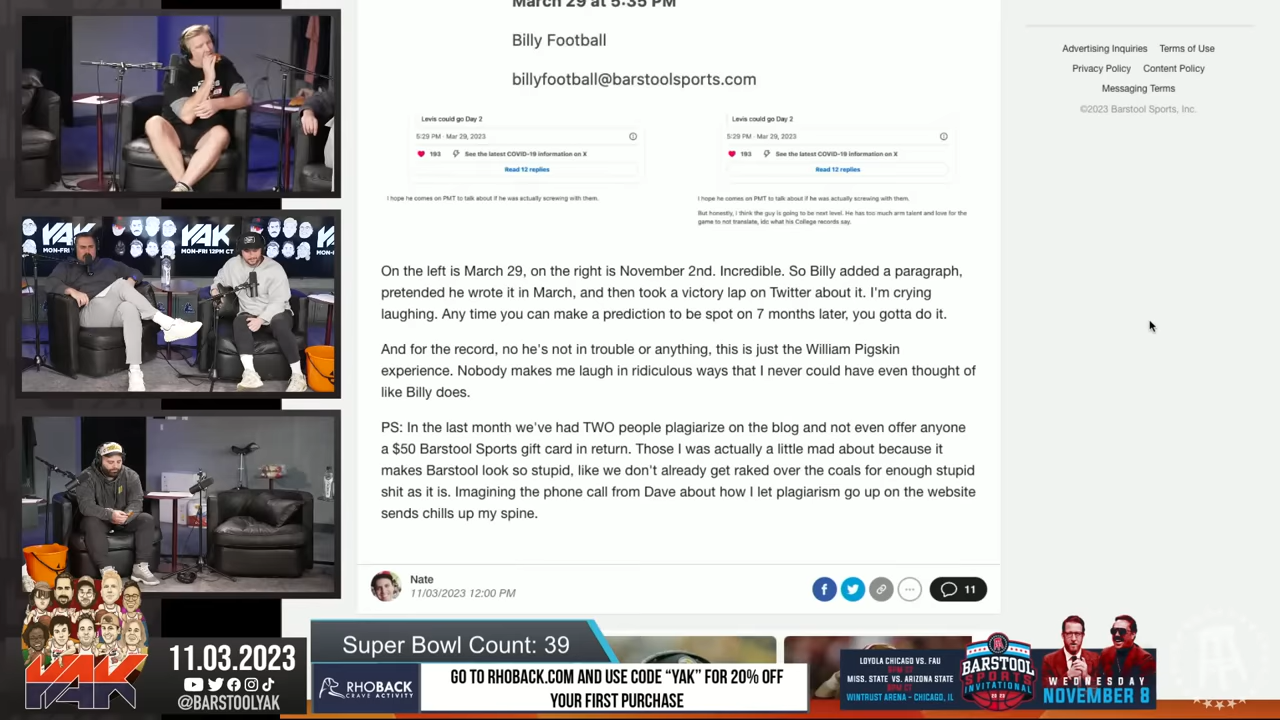 March 29 at 5:35 PM
Billy Football
billyfootball@barstoolsports.com
Levis could go Day 2
5:29 PM · Mar 29, 2023
193 See the latest COVID-19 information on X
Read 12 replies
I hope he comes on PMT to talk about if he was actually screwing with them.
Levis could go Day 2
5:29 PM · Mar 29, 2023
193 See the latest COVID-19 information on X
Read 12 replies
I hope he comes on PMT to talk about if he was actually screwing with them.
But honestly, I think the guy is going to be next level. He has too much arm talent and love for the
game to not translate, idc what his College records say.
On the left is March 29, on the right is November 2nd. Incredible. So Billy added a paragraph,
pretended he wrote it in March, and then took a victory lap on Twitter about it. I'm crying
laughing. Any time you can make a prediction to be spot on 7 months later, you gotta do it.
And for the record, no he's not in trouble or anything, this is just the William Pigskin
experience. Nobody makes me laugh in ridiculous ways that I never could have even thought of
like Billy does.
PS: In the last month we've had TWO people plagiarize on the blog and not even offer anyone
a $50 Barstool Sports gift card in return. Those I was actually a little mad about because it
makes Barstool look so stupid, like we don't already get raked over the coals for enough stupid
shit as it is. Imagining the phone call from Dave about how I let plagiarism go up on the website
sends chills up my spine.
Nate
11/03/2023 12:00 PM
11
Advertising Inquiries Terms of Use
Privacy Policy Content Policy
Messaging Terms
©2023 Barstool Sports, Inc.
YAK
MON-FRI
YAK
MON-FRI 12PM CT
YAK
11.03.2023
@BARSTOOLYAK
Super Bowl Count: 39
RHOBACK
CRAVE ACTIVITY
GO TO RHOBACK.COM AND USE CODE “YAK” FOR 20% OFF
YOUR FIRST PURCHASE
LOYOLA CHICAGO VS. FAU
MISS. STATE VS. ARIZONA STATE
WINTRUST ARENA - CHICAGO, IL
BARSTOOL
SPORTS
INVITATIONAL
WEDNESDAY
NOVEMBER 8